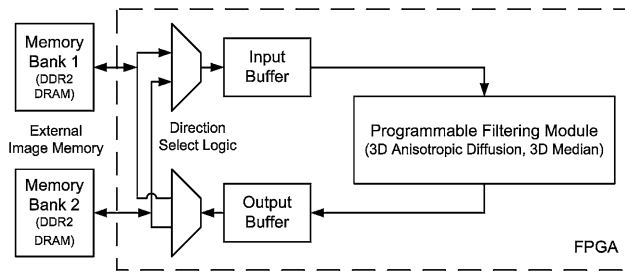 Memory
Bank 1
(DDR2
DRAM)
External
Image Memory
Memory
Bank 2
(DDR2
DRAM)
Direction
Select Logic
Input
Buffer
Output
Buffer
Programmable Filtering Module
(3D Anisotropic Diffusion, 3D Median)
FPGA